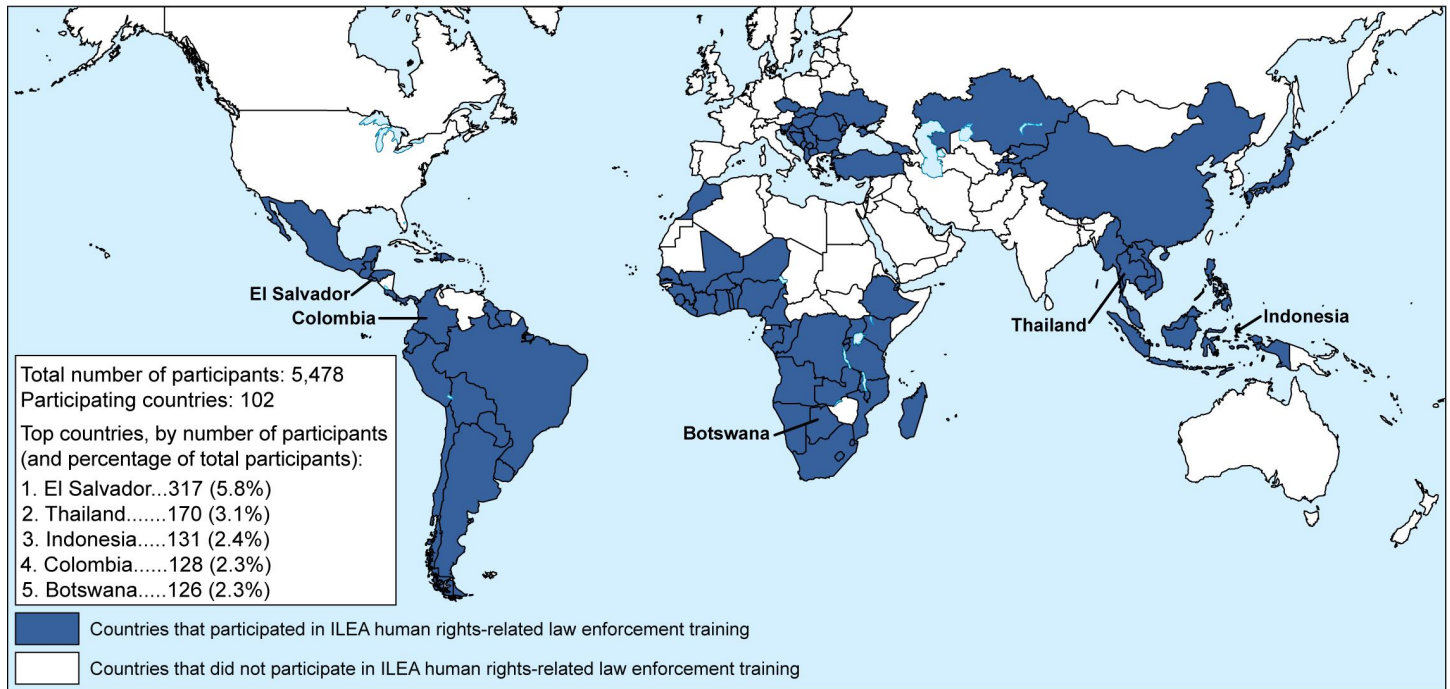 El Salvador
Colombia
Thailand
Indonesia
Botswana
Total number of participants: 5,478
Participating countries: 102
Top countries, by number of participants
(and percentage of total participants):
1. El Salvador...317 (5.8%)
2. Thailand.......170 (3.1%)
3. Indonesia.....131 (2.4%)
4. Colombia......128 (2.3%)
5. Botswana.....126 (2.3%)
Countries that participated in ILEA human rights-related law enforcement training
Countries that did not participate in ILEA human rights-related law enforcement training